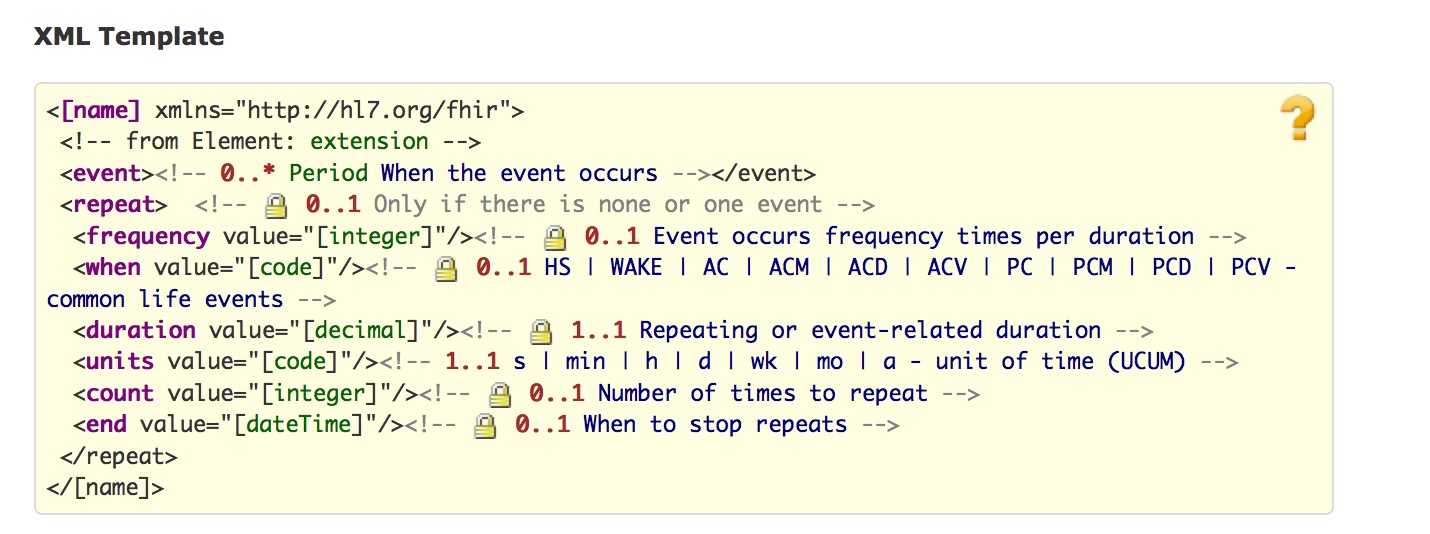 XML Template
<[name] xmlns="http://hl7.org/fhir">
<!-- from Element: extension -->
<event><!-- 0..* Period When the event occurs --></event>
<repeat> <!-- 0..1 Only if there is none or one event -->
<frequency value="[integer]"/><!-- 0..1 Event occurs frequency times per duration -->
<when value="[code]"/><!-- 0..1 HS | WAKE | AC | ACM | ACD | ACV | PC | PCM | PCD | PCV -
common life events -->
<duration value="[decimal]"/><!-- 1..1 Repeating or event-related duration -->
<units value="[code]"/><!-- 1..1 s | min | h | d | wk | mo | a - unit of time (UCUM) -->
<count value="[integer]"/><!-- 0..1 Number of times to repeat -->
<end value="[dateTime]"/><!-- 0..1 When to stop repeats -->
</repeat>
</[name]>